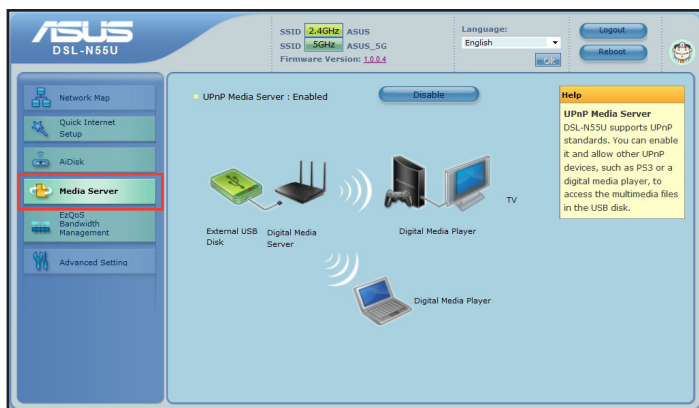 ASUS
DSL-N55U
SSID 2.4GHz ASUS
SSID 5GHz ASUS_5G
Firmware Version: 1.0.0.4
Language:
English
OK
Logout
Reboot
Network Map
Quick Internet
Setup
AiDisk
Media Server
EzQoS
Bandwidth
Management
Advanced Setting
UPnP Media Server : Enabled
Disable
External USB
Disk
Digital Media
Server
Digital Media Player
TV
Digital Media Player
Help
UPnP Media Server
DSL-N55U supports UPnP
standards. You can enable
it and allow other UPnP
devices, such as PS3 or a
digital media player, to
access the multimedia files
in the USB disk.